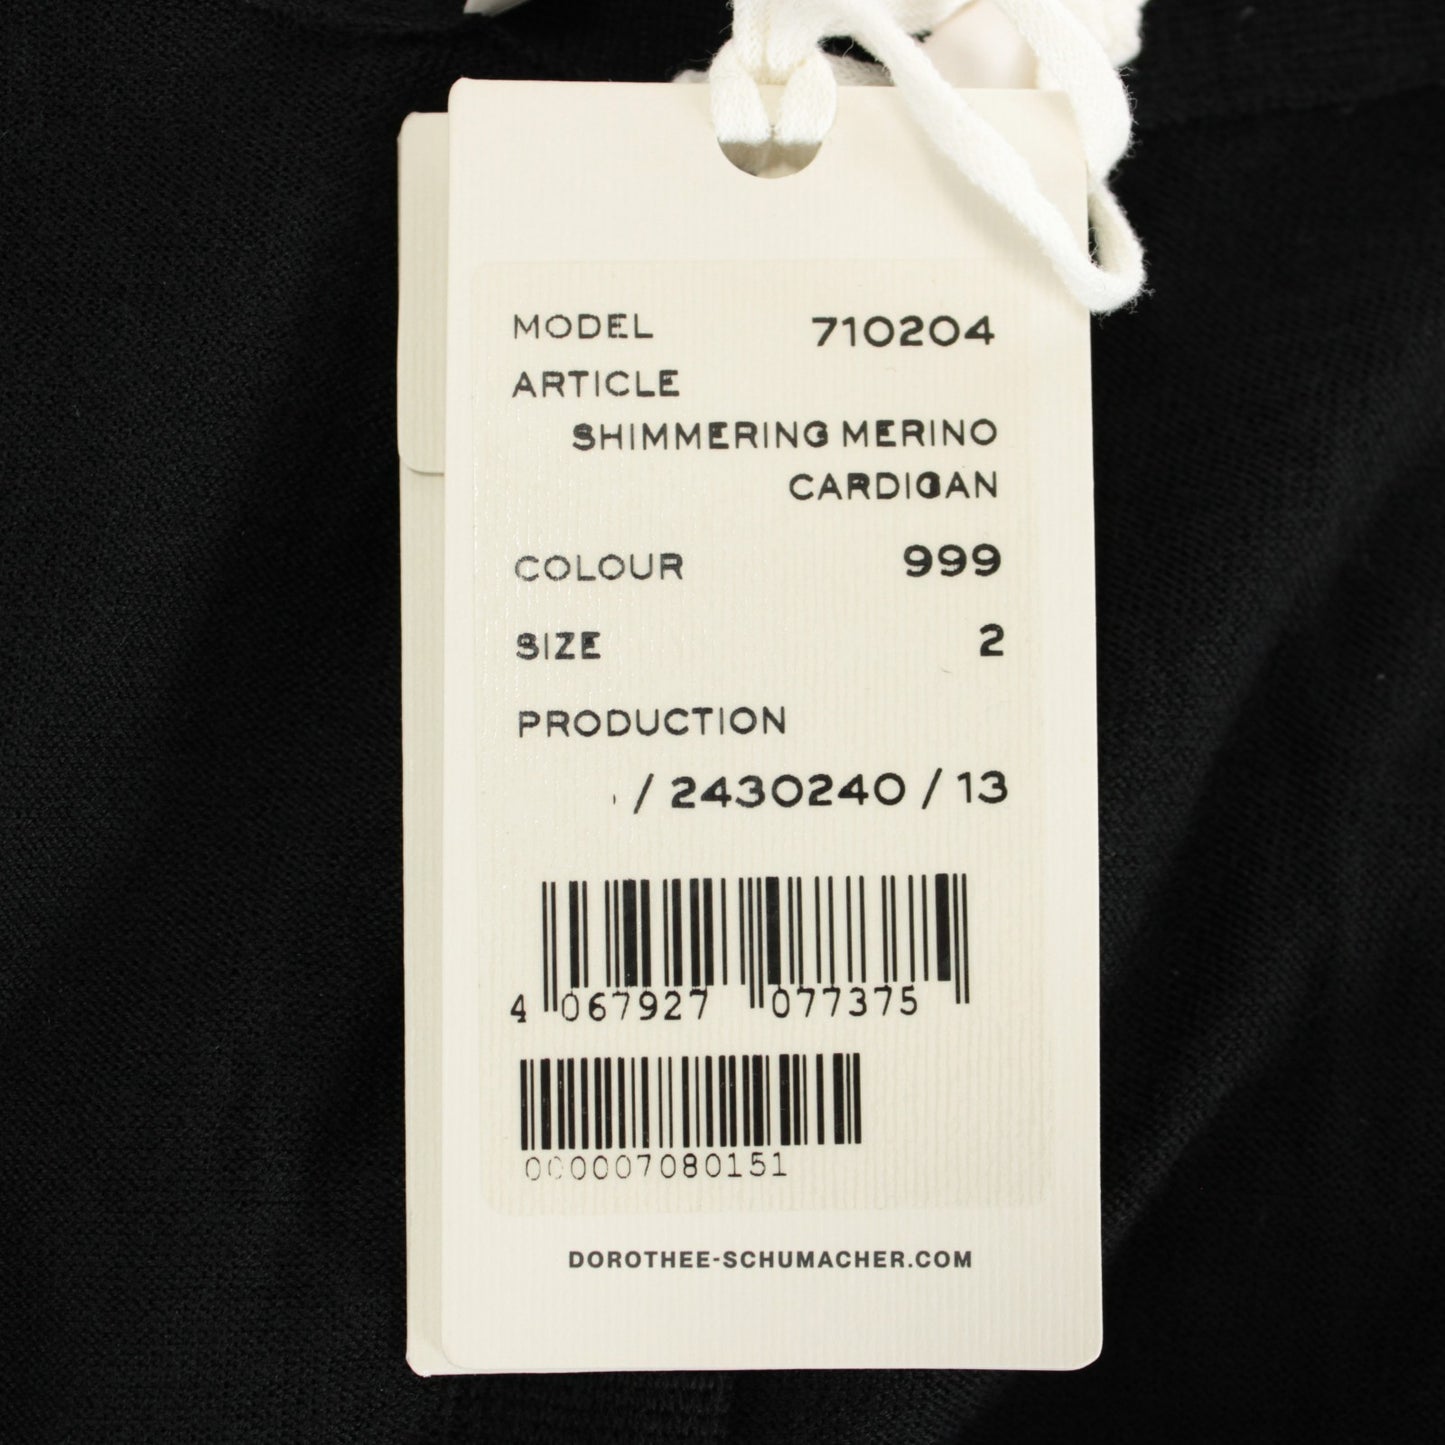 MODEL 710204
ARTICLE
SHIMMERING MERINO
CARDIGAN
COLOUR 999
SIZE 2
PRODUCTION
/ 2430240 / 13
4 067927 077375
000007080151
DOROTHEE-SCHUMACHER.COM